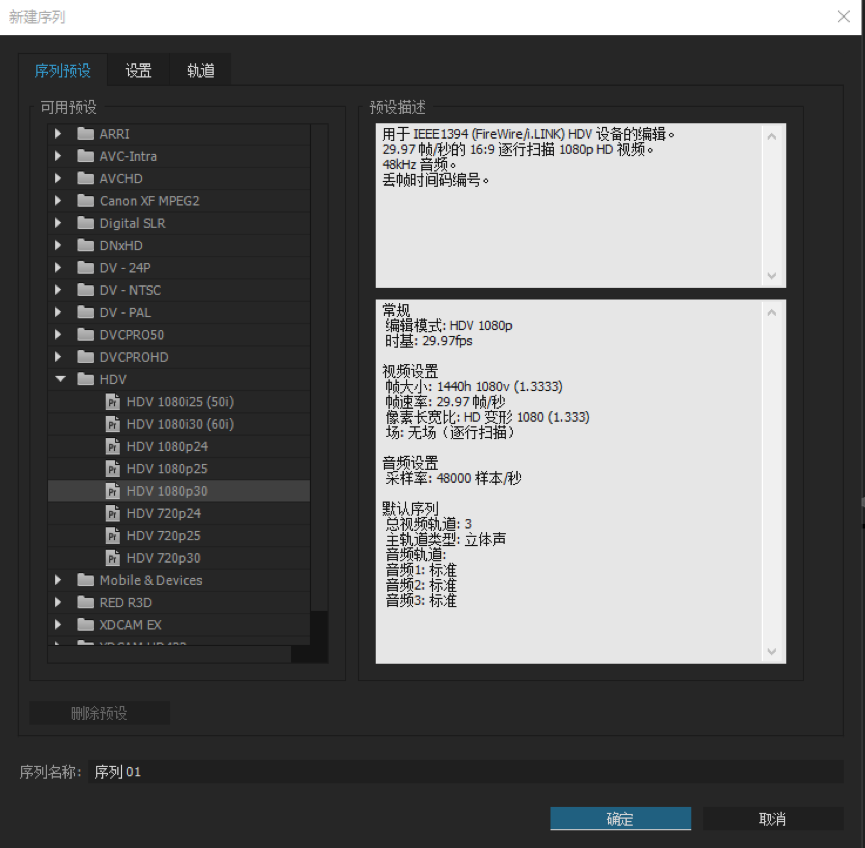 新建序列
序列预设
设置
轨道
可用预设
ARRI
AVC-Intra
AVCHD
Canon XF MPEG2
Digital SLR
DNxHD
DV - 24P
DV - NTSC
DV - PAL
DVCPRO50
DVCPROHD
HDV
HDV 1080i25 (50i)
HDV 1080i30 (60i)
HDV 1080p24
HDV 1080p25
HDV 1080p30
HDV 720p24
HDV 720p25
HDV 720p30
Mobile & Devices
RED R3D
XDCAM EX
预设描述
用于 IEEE1394 (FireWire/i.LINK) HDV 设备的编辑。
29.97 帧/秒的 16:9 逐行扫描 1080p HD 视频。
48kHz 音频。
丢帧时间码编号。
常规
编辑模式: HDV 1080p
时基: 29.97fps
视频设置
帧大小: 1440h 1080v (1.3333)
帧速率: 29.97 帧/秒
像素长宽比: HD 变形 1080 (1.333)
场: 无场（逐行扫描）
音频设置
采样率: 48000 样本/秒
默认序列
总视频轨道: 3
主轨道类型: 立体声
音频轨道:
音频1: 标准
音频2: 标准
音频3: 标准
删除预设
序列名称: 序列 01
确定
取消